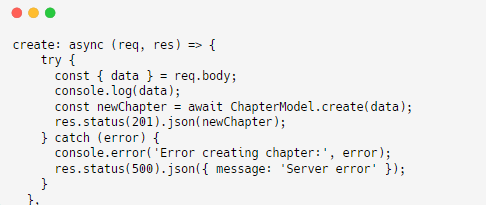 create: async (req, res) => {
    try {
      const { data } = req.body;
      console.log(data);
      const newChapter = await ChapterModel.create(data);
      res.status(201).json(newChapter);
    } catch (error) {
      console.error('Error creating chapter:', error);
      res.status(500).json({ message: 'Server error' });
    }
  },